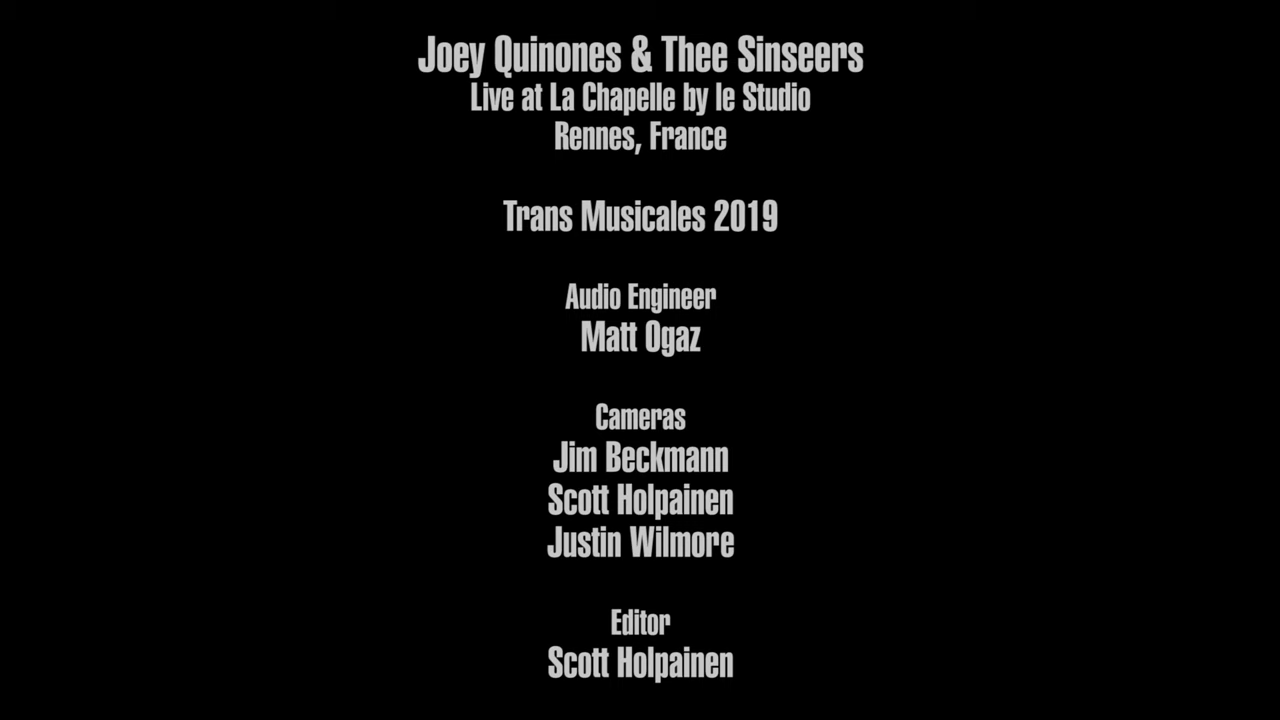 Joey Quinones & Thee Sinseers
Live at La Chapelle by le Studio
Rennes, France
Trans Musicales 2019
Audio Engineer
Matt Ogaz
Cameras
Jim Beckmann
Scott Holpainen
Justin Wilmore
Editor
Scott Holpainen